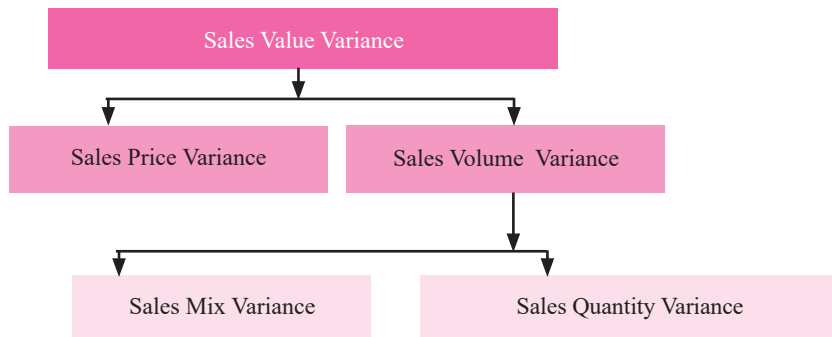 Sales Value Variance
Sales Price Variance
Sales Volume  Variance
Sales Mix Variance
Sales Quantity Variance